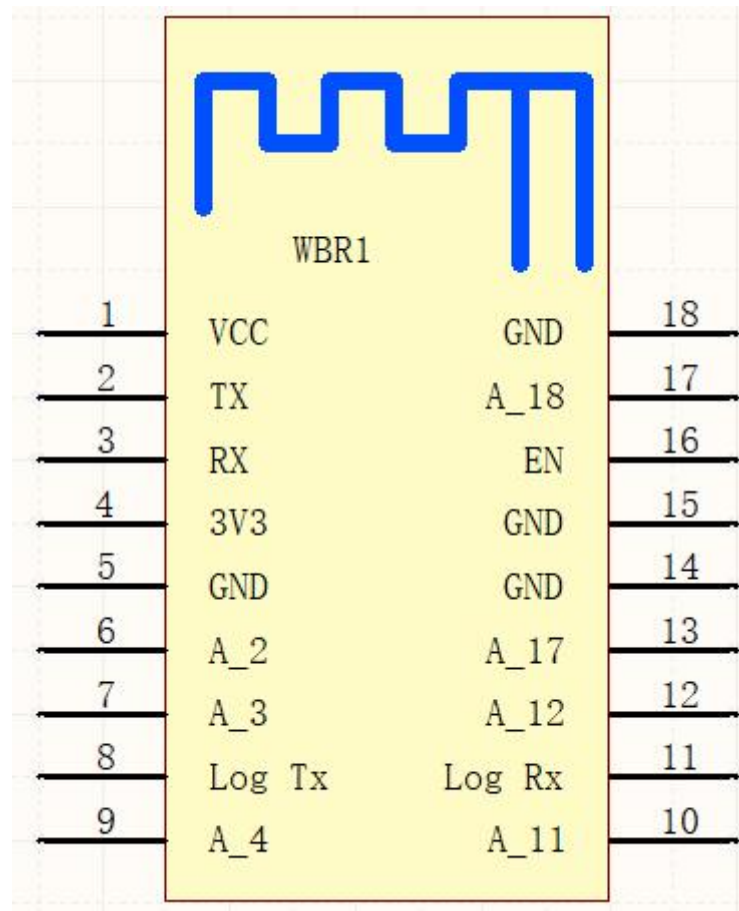 WBR1
1 VCC GND 18
2 TX A_18 17
3 RX EN 16
4 3V3 GND 15
5 GND GND 14
6 A_2 A_17 13
7 A_3 A_12 12
8 Log Tx Log Rx 11
9 A_4 A_11 10